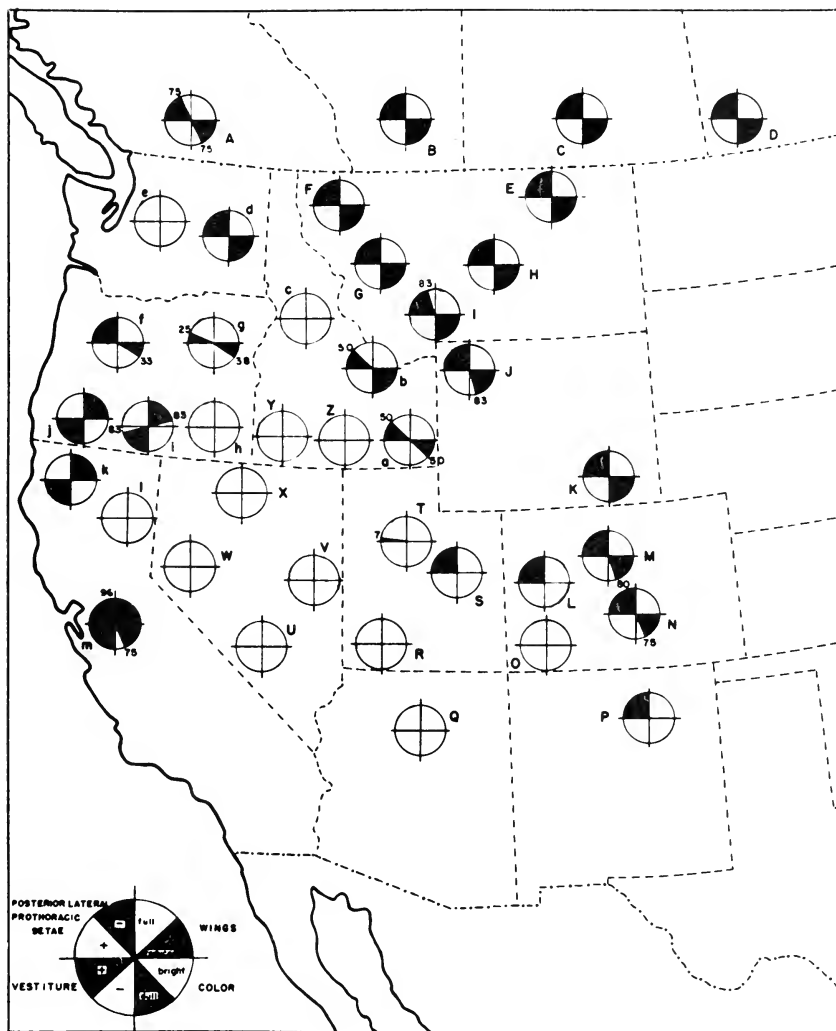 75
A
75
B
C
D
e
d
F
E
G
H
83
I
c
f
33
25
g
38
50
b
J
83
j
83
85
i
h
Y
Z
50
a
50
K
k
l
X
T
7
S
L
M
80
N
75
O
W
V
U
R
96
m
75
Q
P
POSTERIOR LATERAL
PROTHORACIC
SETAE
− full
WINGS
+
+ bright
VESTITURE − dull COLOR